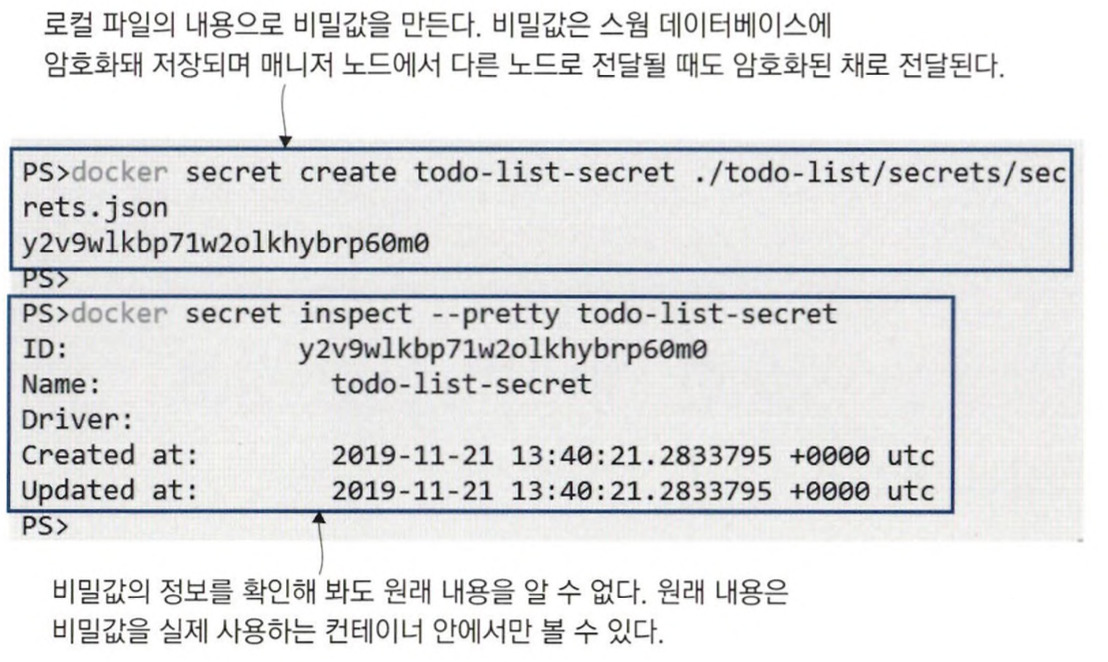 로컬 파일의 내용으로 비밀값을 만든다. 비밀값은 스웜 데이터베이스에
암호화돼 저장되며 매니저 노드에서 다른 노드로 전달될 때도 암호화된 채로 전달된다.
PS>docker secret create todo-list-secret ./todo-list/secrets/sec
rets.json
y2v9wlkbp71w2olkhybrp60m0
PS>
PS>docker secret inspect --pretty todo-list-secret
ID: y2v9wlkbp71w2olkhybrp60m0
Name: todo-list-secret
Driver:
Created at: 2019-11-21 13:40:21.2833795 +0000 utc
Updated at: 2019-11-21 13:40:21.2833795 +0000 utc
PS>
비밀값의 정보를 확인해 봐도 원래 내용을 알 수 없다. 원래 내용은
비밀값을 실제 사용하는 컨테이너 안에서만 볼 수 있다.